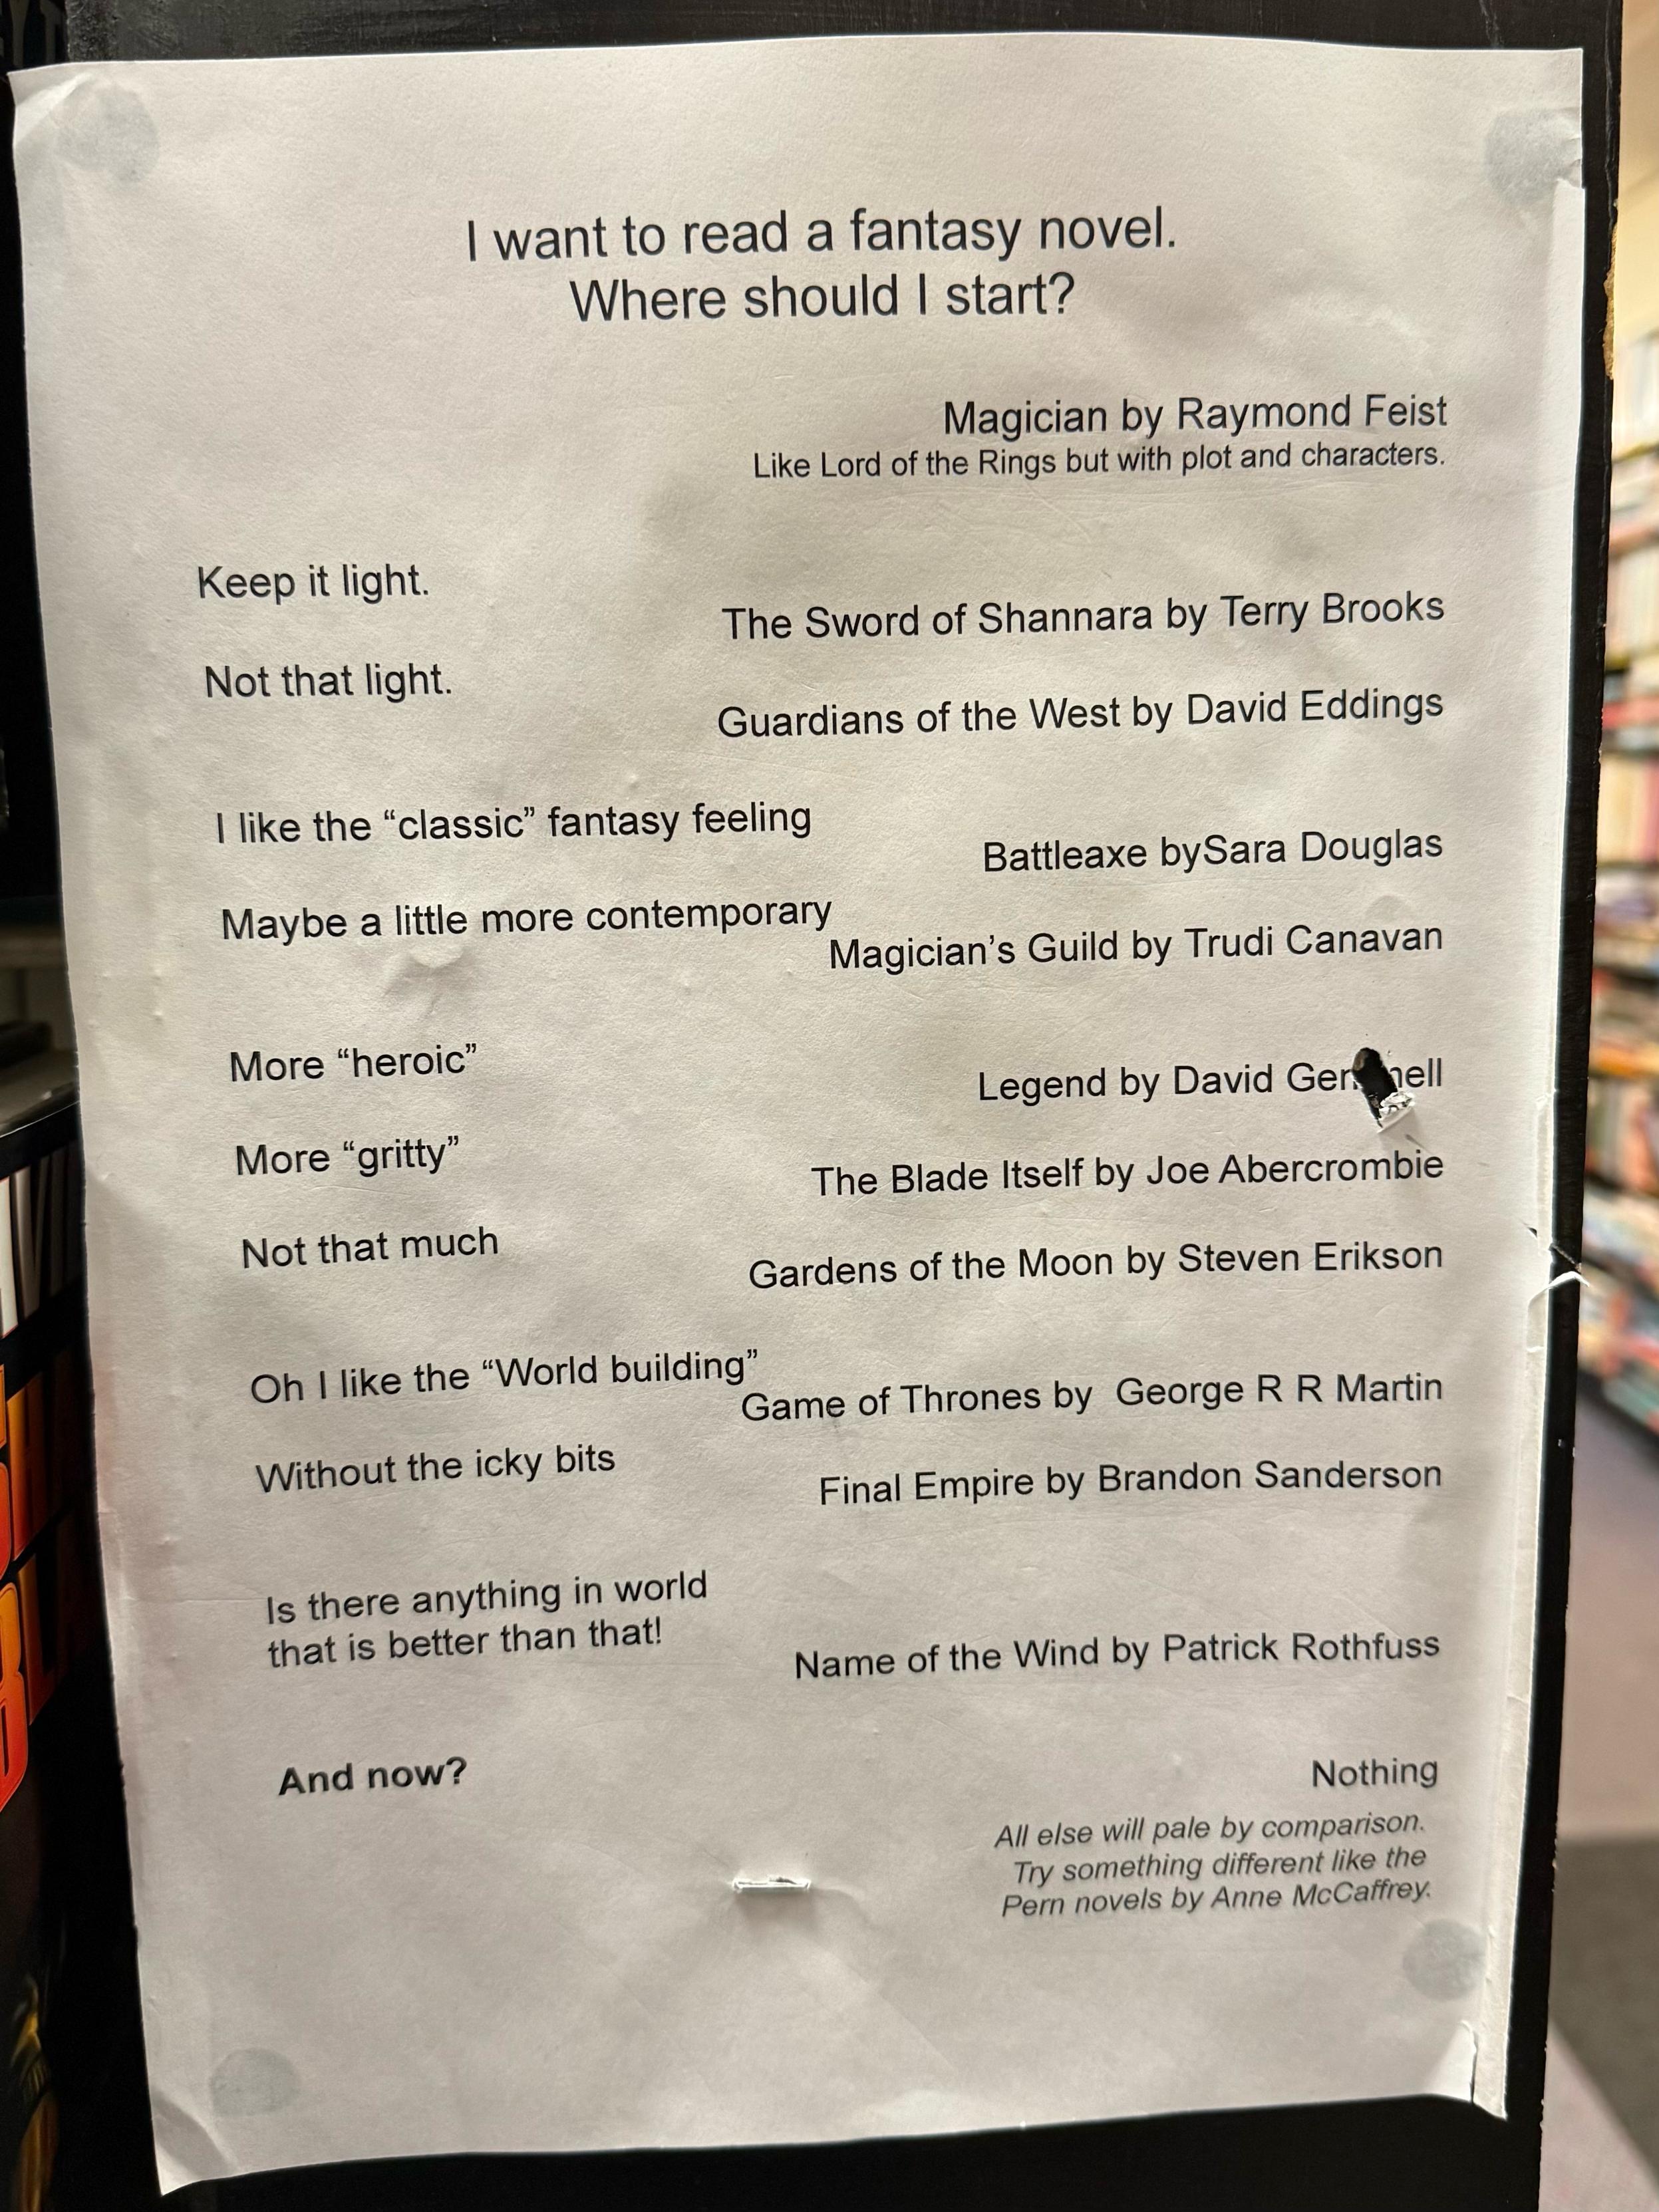 I want to read a fantasy novel.
Where should I start?
Magician by Raymond Feist
Like Lord of the Rings but with plot and characters.
Keep it light.
The Sword of Shannara by Terry Brooks
Not that light.
Guardians of the West by David Eddings
I like the “classic” fantasy feeling
Battleaxe bySara Douglas
Maybe a little more contemporary
Magician’s Guild by Trudi Canavan
More “heroic”
Legend by David
More “gritty”
The Blade Itself by Joe Abercrombie
Not that much
Gardens of the Moon by Steven Erikson
Oh I like the “World building”
Game of Thrones by George R R Martin
Without the icky bits
Final Empire by Brandon Sanderson
Is there anything in world
that is better than that!
Name of the Wind by Patrick Rothfuss
And now?
Nothing
All else will pale by comparison.
Try something different like the
Pern novels by Anne McCaffrey.